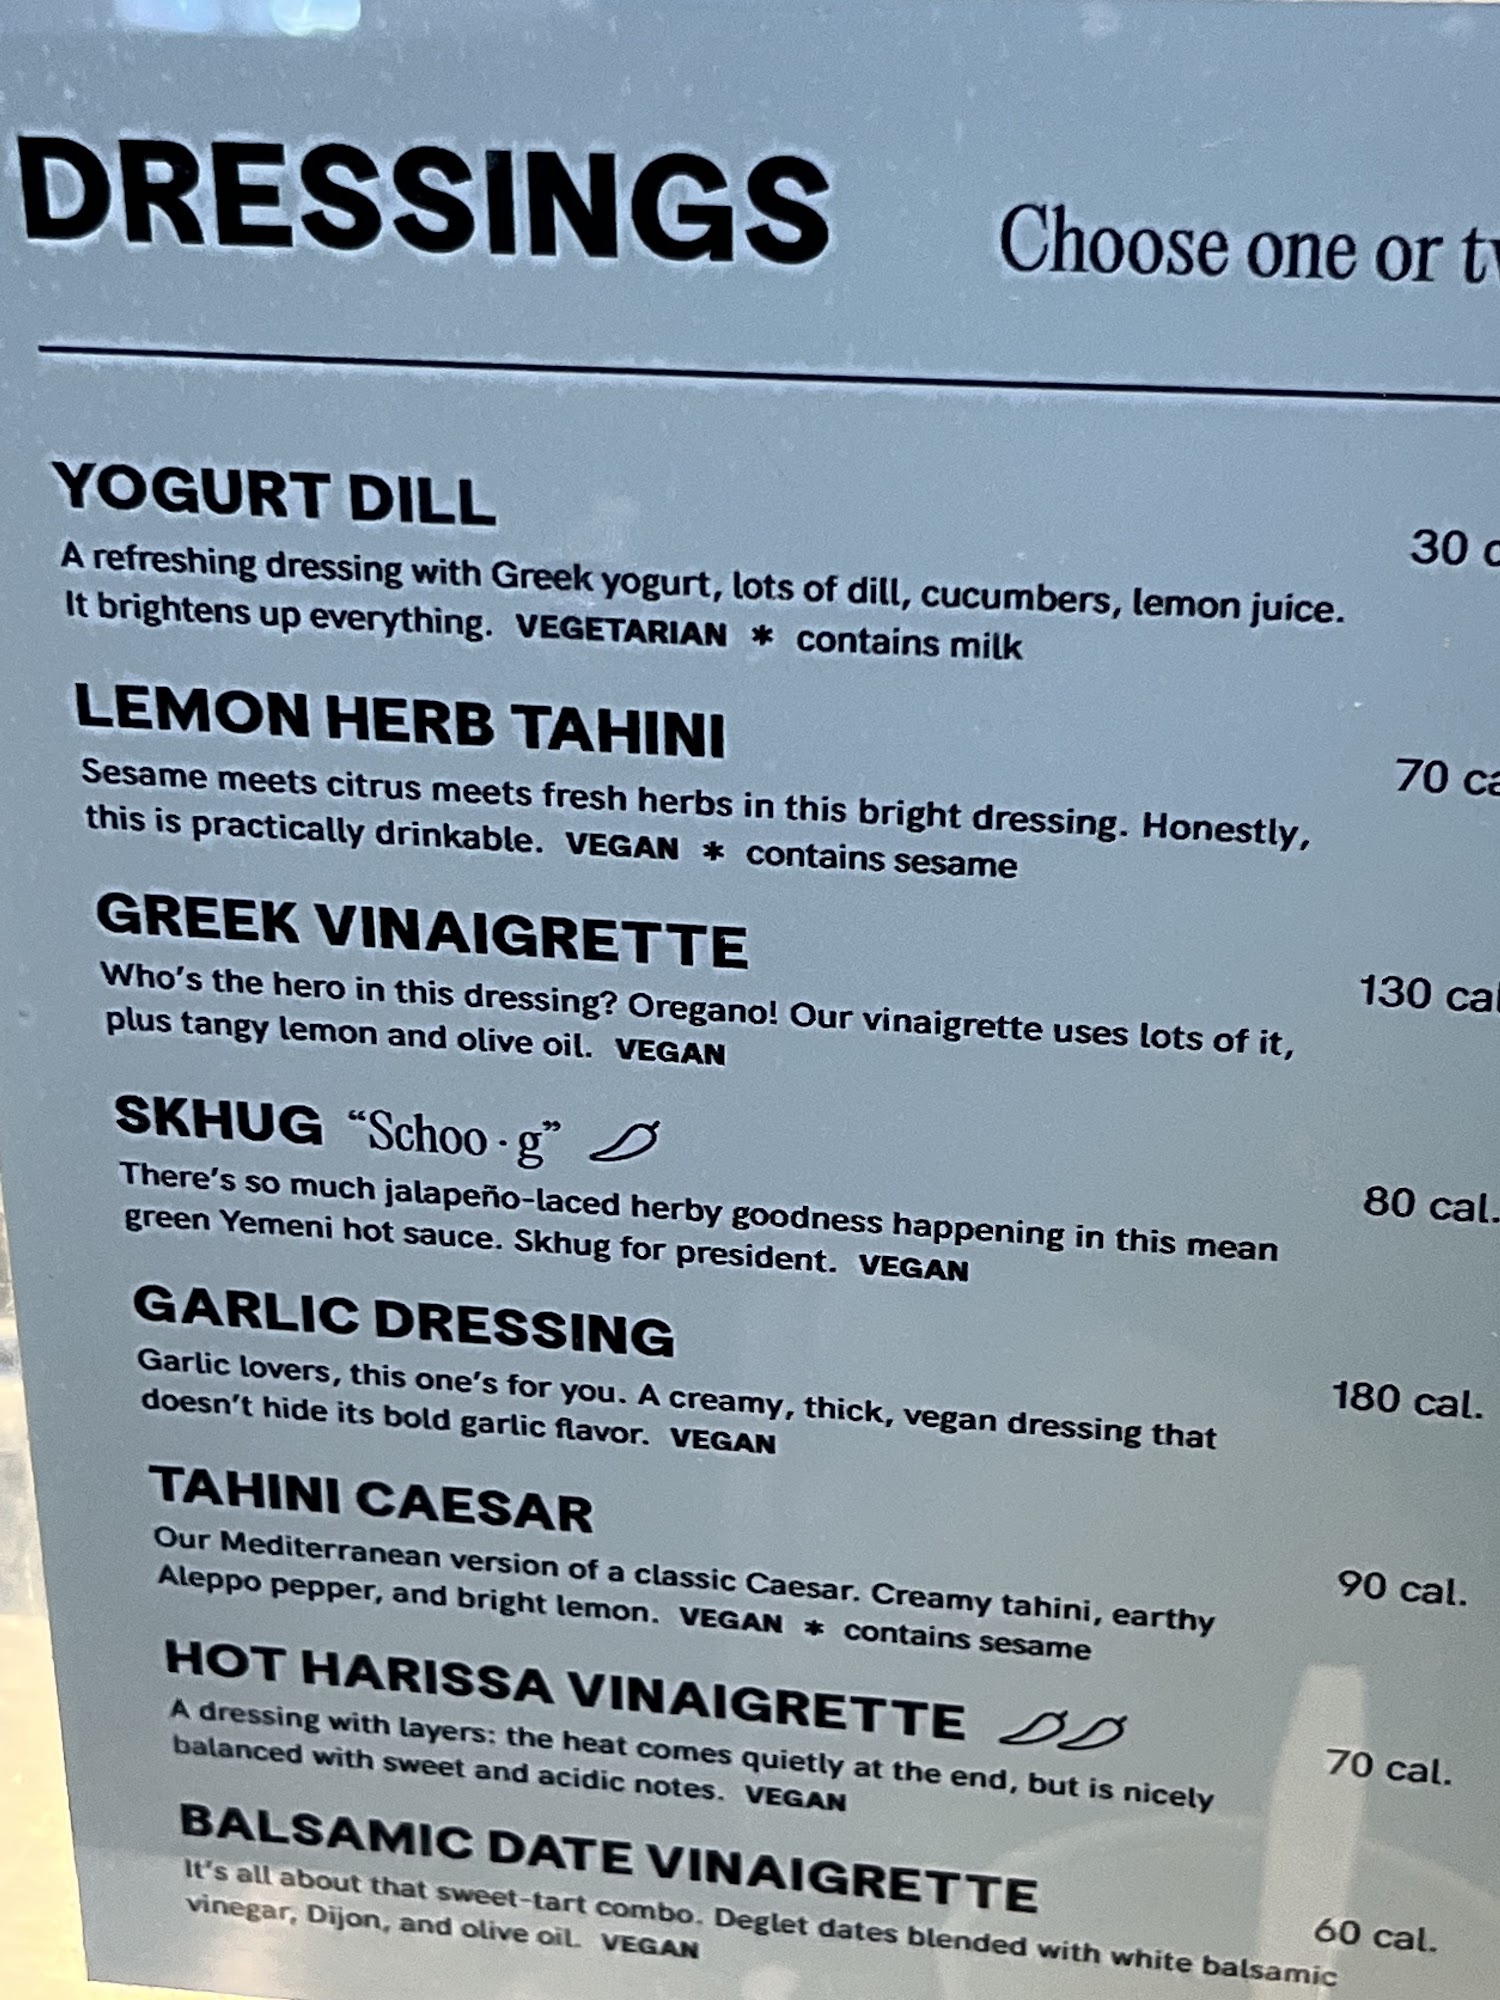 DRESSINGS
Choose one or
YOGURT DILL
30
A refreshing dressing with Greek yogurt, lots of dill, cucumbers, lemon juice.
It brightens up everything. VEGETARIAN * contains milk
LEMON HERB TAHINI
70
Sesame meets citrus meets fresh herbs in this bright dressing. Honestly,
this is practically drinkable. VEGAN * contains sesame
GREEK VINAIGRETTE
130 cal
Who's the hero in this dressing? Oregano! Our vinaigrette uses lots of it,
plus tangy lemon and olive oil. VEGAN
SKHUG “Schoo · g”
80 cal.
There's so much jalapeño-laced herby goodness happening in this mean
green Yemeni hot sauce. Skhug for president. VEGAN
GARLIC DRESSING
180 cal.
Garlic lovers, this one's for you. A creamy, thick, vegan dressing that
doesn't hide its bold garlic flavor. VEGAN
TAHINI CAESAR
90 cal.
Our Mediterranean version of a classic Caesar. Creamy tahini, earthy
Aleppo pepper, and bright lemon. VEGAN * contains sesame
HOT HARISSA VINAIGRETTE
70 cal.
A dressing with layers: the heat comes quietly at the end, but is nicely
balanced with sweet and acidic notes. VEGAN
BALSAMIC DATE VINAIGRETTE
60 cal.
It's all about that sweet-tart combo. Deglet dates blended with white balsamic
vinegar, Dijon, and olive oil. VEGAN